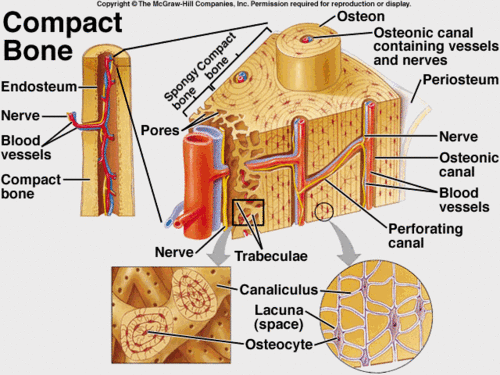 Copyright © The McGraw-Hill Companies, Inc. Permission required for reproduction or display.
Compact
Bone
Osteon
Osteonic canal
containing vessels
and nerves
Periosteum
Spongy
bone
Compact
bone
Endosteum
Nerve
Blood
vessels
Compact
bone
Pores
Nerve
Osteonic
canal
Blood
vessels
Perforating
canal
Nerve
Trabeculae
Canaliculus
Lacuna
(space)
Osteocyte